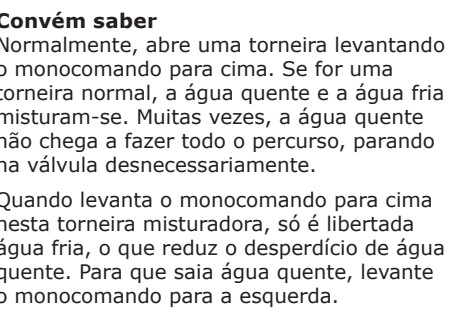 Convém saber
Normalmente, abre uma torneira levantando
o monocomando para cima. Se for uma
torneira normal, a água quente e a água fria
misturam-se. Muitas vezes, a água quente
não chega a fazer todo o percurso, parando
na válvula desnecessariamente.
Quando levanta o monocomando para cima
nesta torneira misturadora, só é libertada
água fria, o que reduz o desperdício de água
quente. Para que saia água quente, levante
o monocomando para a esquerda.